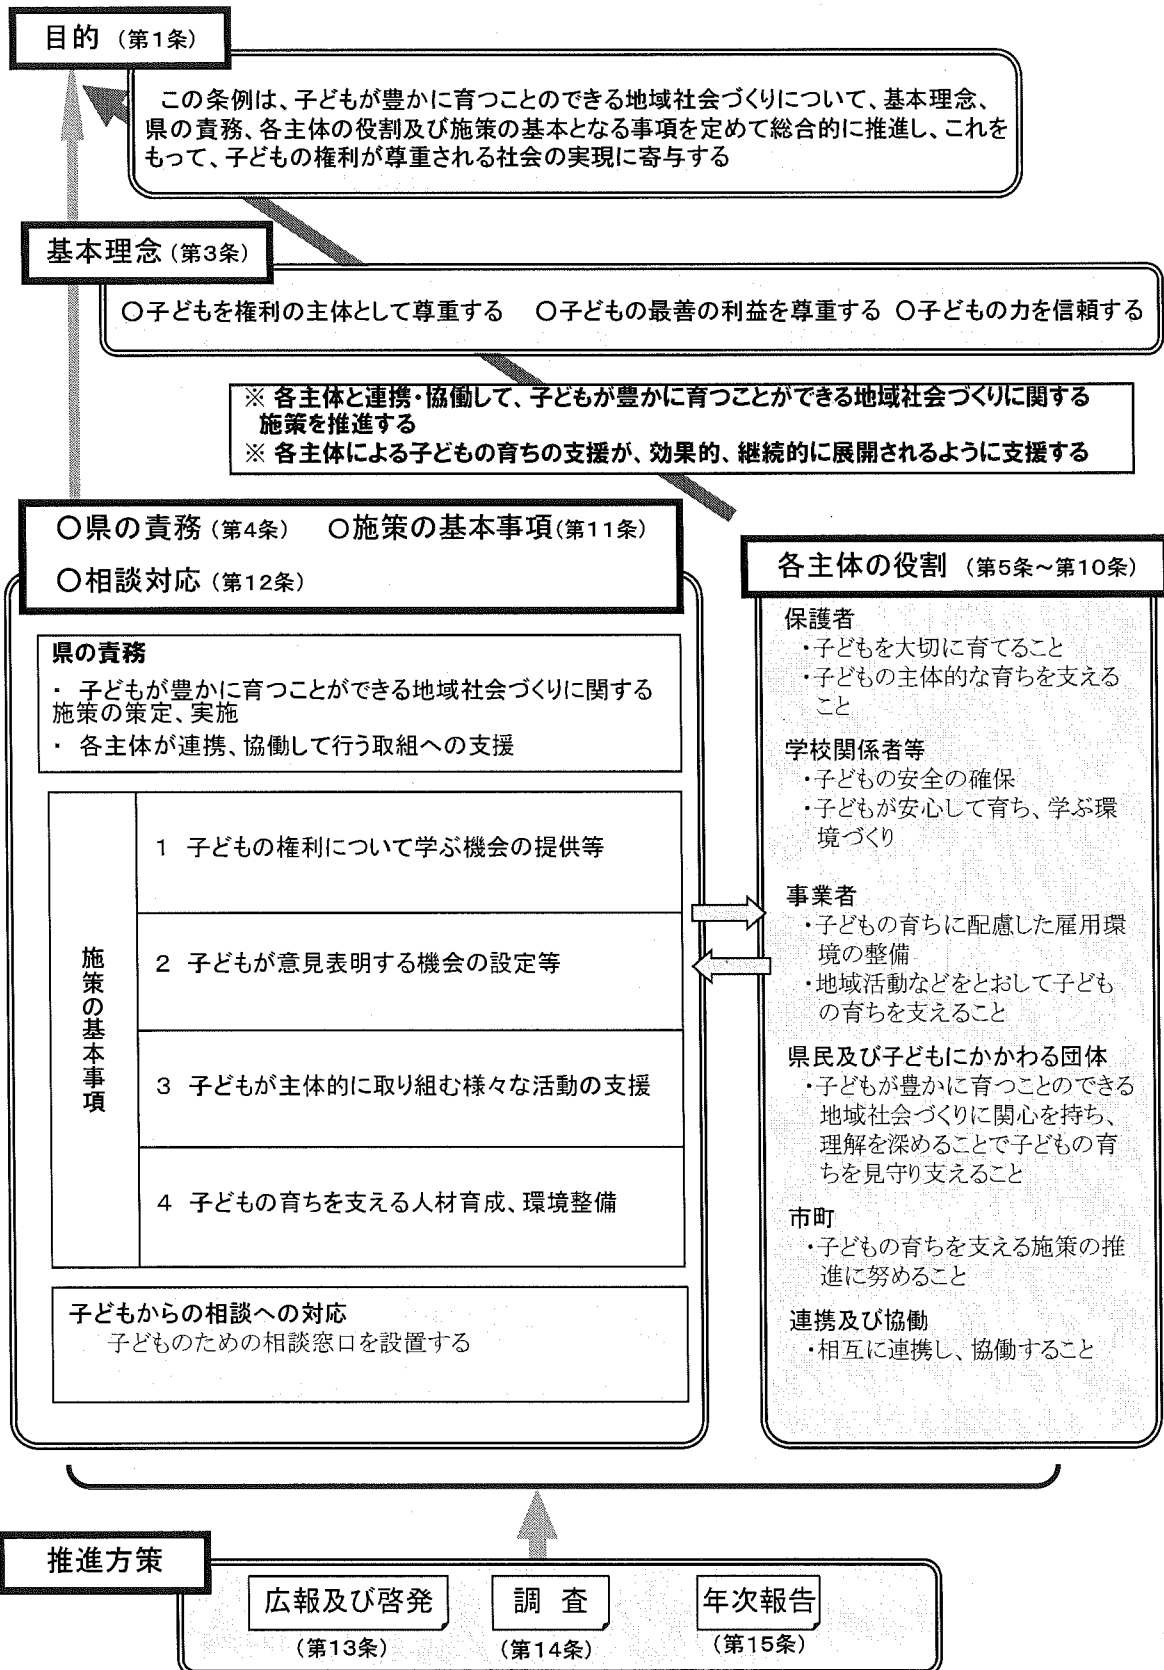 目的 (第1条)
この条例は、子どもが豊かに育つことのできる地域社会づくりについて、基本理念、
県の責務、各主体の役割及び施策の基本となる事項を定めて総合的に推進し、これを
もって、子どもの権利が尊重される社会の実現に寄与する
基本理念 (第3条)
○子どもを権利の主体として尊重する ○子どもの最善の利益を尊重する ○子どもの力を信頼する
※ 各主体と連携・協働して、子どもが豊かに育つことができる地域社会づくりに関する
施策を推進する
※ 各主体による子どもの育ちの支援が、効果的、継続的に展開されるように支援する
○県の責務 (第4条) ○施策の基本事項(第11条)
○相談対応 (第12条)
県の責務
・ 子どもが豊かに育つことができる地域社会づくりに関する
施策の策定、実施
・ 各主体が連携、協働して行う取組への支援
施策の基本事項
1 子どもの権利について学ぶ機会の提供等
2 子どもが意見表明する機会の設定等
3 子どもが主体的に取り組む様々な活動の支援
4 子どもの育ちを支える人材育成、環境整備
子どもからの相談への対応
子どものための相談窓口を設置する
各主体の役割 (第5条～第10条)
保護者
・子どもを大切に育てること
・子どもの主体的な育ちを支える
こと
学校関係者等
・子どもの安全の確保
・子どもが安心して育ち、学ぶ環
境づくり
事業者
・子どもの育ちに配慮した雇用環
境の整備
・地域活動などをとおして子ども
の育ちを支えること
県民及び子どもにかかわる団体
・子どもが豊かに育つことのできる
地域社会づくりに関心を持ち、
理解を深めることで子どもの育
ちを見守り支えること
市町
・子どもの育ちを支える施策の推
進に努めること
連携及び協働
・相互に連携し、協働すること
推進方策
広報及び啓発
(第13条)
調 査
(第14条)
年次報告
(第15条)